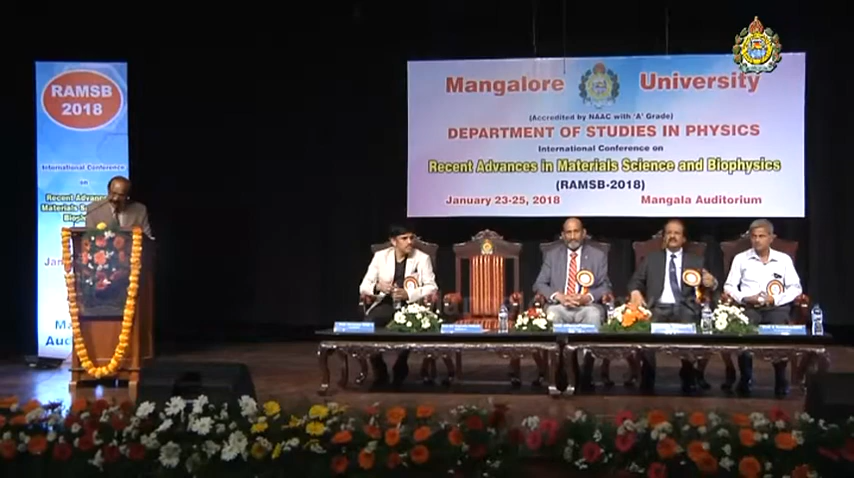 RAMSB
2018
International Conference
on
Recent Advances
Materials
Mangalore University
(Accredited by NAAC with 'A' Grade)
DEPARTMENT OF STUDIES IN PHYSICS
International Conference on
Recent Advances in Materials Science and Biophysics
(RAMSB-2018)
January 23-25, 2018 Mangala Auditorium